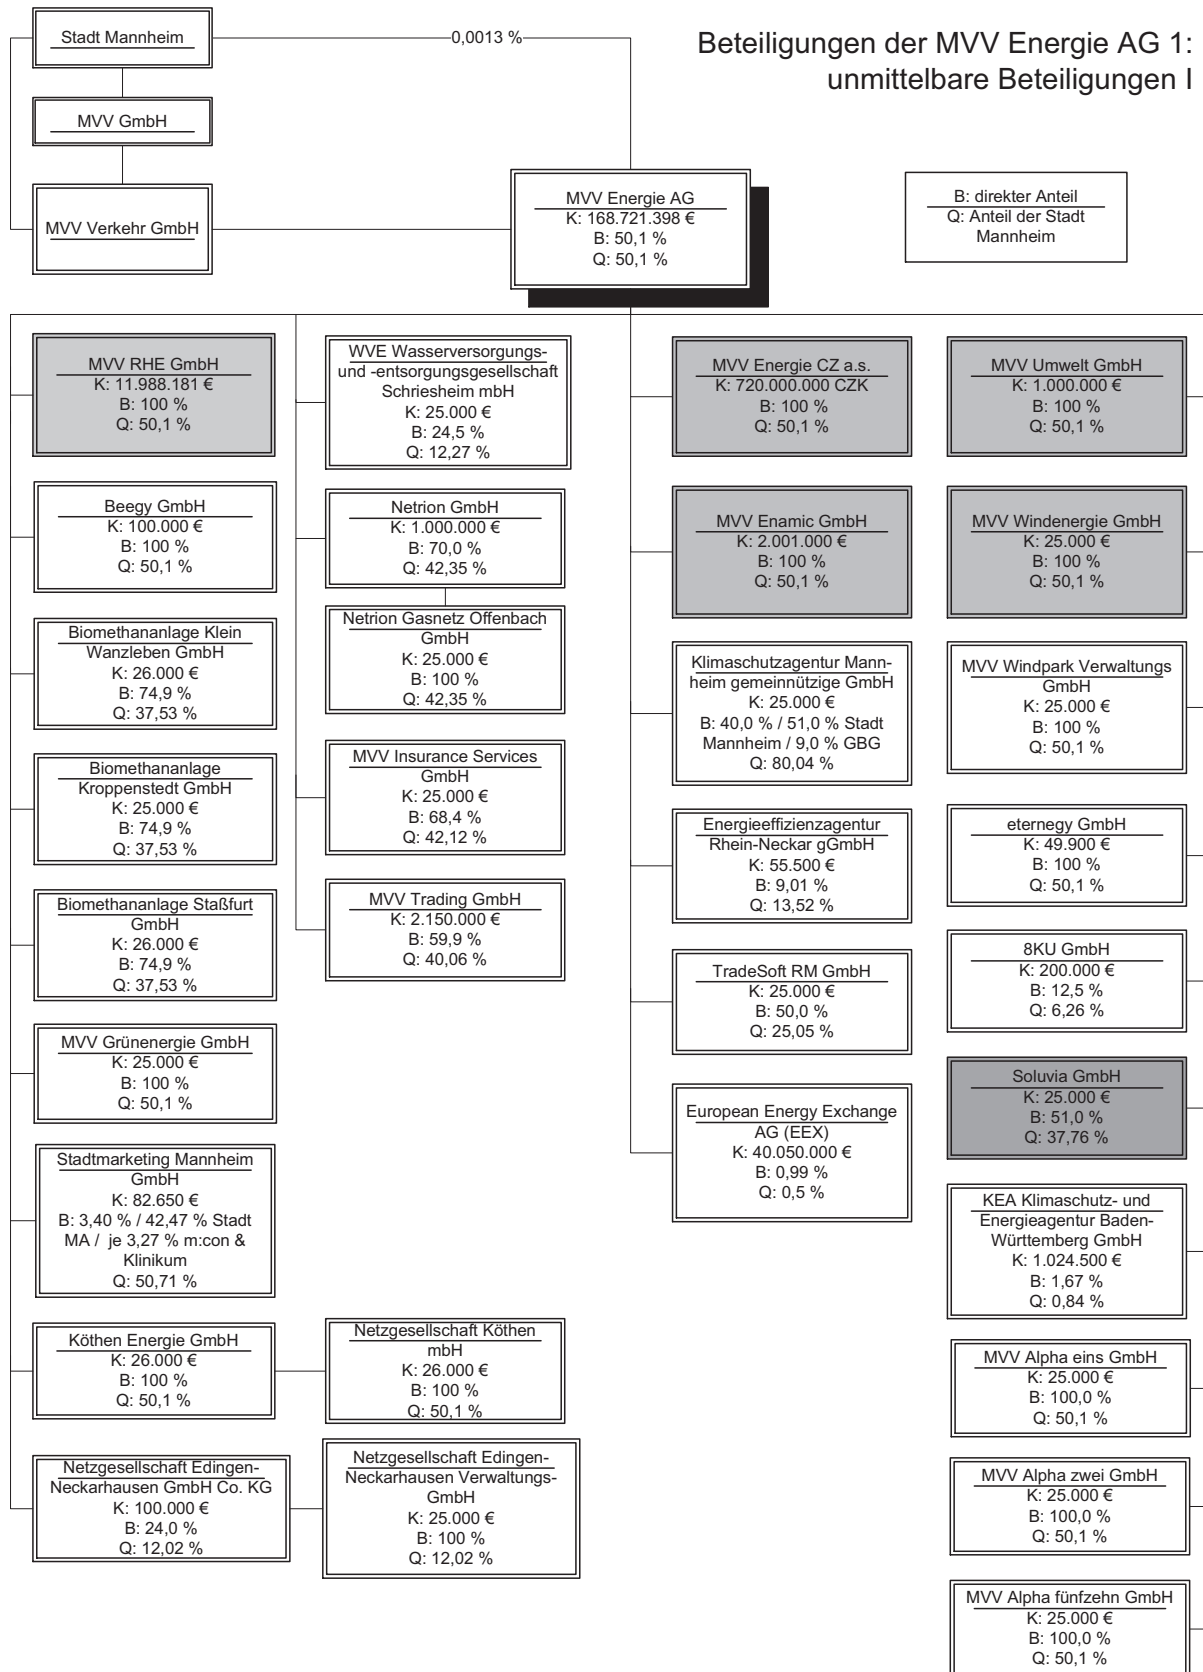 Stadt Mannheim
0,0013 %
Beteiligungen der MVV Energie AG 1:
unmittelbare Beteiligungen I
MVV GmbH
MVV Verkehr GmbH
MVV Energie AG
K: 168.721.398 €
B: 50,1 %
Q: 50,1 %
B: direkter Anteil
Q: Anteil der Stadt
Mannheim
MVV RHE GmbH
K: 11.988.181 €
B: 100 %
Q: 50,1 %
Beegy GmbH
K: 100.000 €
B: 100 %
Q: 50,1 %
Biomethananlage Klein
Wanzleben GmbH
K: 26.000 €
B: 74,9 %
Q: 37,53 %
Biomethananlage
Kroppenstedt GmbH
K: 25.000 €
B: 74,9 %
Q: 37,53 %
Biomethananlage Staßfurt
GmbH
K: 26.000 €
B: 74,9 %
Q: 37,53 %
MVV Grünenergie GmbH
K: 25.000 €
B: 100 %
Q: 50,1 %
Stadtmarketing Mannheim
GmbH
K: 82.650 €
B: 3,40 % / 42,47 % Stadt
MA / je 3,27 % m:con &
Klinikum
Q: 50,71 %
Köthen Energie GmbH
K: 26.000 €
B: 100 %
Q: 50,1 %
Netzgesellschaft Edingen-
Neckarhausen GmbH Co. KG
K: 100.000 €
B: 24,0 %
Q: 12,02 %
WVE Wasserversorgungs-
und -entsorgungsgesellschaft
Schriesheim mbH
K: 25.000 €
B: 24,5 %
Q: 12,27 %
Netrion GmbH
K: 1.000.000 €
B: 70,0 %
Q: 42,35 %
Netrion Gasnetz Offenbach
GmbH
K: 25.000 €
B: 100 %
Q: 42,35 %
MVV Insurance Services
GmbH
K: 25.000 €
B: 68,4 %
Q: 42,12 %
MVV Trading GmbH
K: 2.150.000 €
B: 59,9 %
Q: 40,06 %
Netzgesellschaft Köthen
mbH
K: 26.000 €
B: 100 %
Q: 50,1 %
Netzgesellschaft Edingen-
Neckarhausen Verwaltungs-
GmbH
K: 25.000 €
B: 100 %
Q: 12,02 %
MVV Energie CZ a.s.
K: 720.000.000 CZK
B: 100 %
Q: 50,1 %
MVV Enamic GmbH
K: 2.001.000 €
B: 100 %
Q: 50,1 %
Klimaschutzagentur Mann-
heim gemeinnützige GmbH
K: 25.000 €
B: 40,0 % / 51,0 % Stadt
Mannheim / 9,0 % GBG
Q: 80,04 %
Energieeffizienzagentur
Rhein-Neckar gGmbH
K: 55.500 €
B: 9,01 %
Q: 13,52 %
TradeSoft RM GmbH
K: 25.000 €
B: 50,0 %
Q: 25,05 %
European Energy Exchange
AG (EEX)
K: 40.050.000 €
B: 0,99 %
Q: 0,5 %
MVV Umwelt GmbH
K: 1.000.000 €
B: 100 %
Q: 50,1 %
MVV Windenergie GmbH
K: 25.000 €
B: 100 %
Q: 50,1 %
MVV Windpark Verwaltungs
GmbH
K: 25.000 €
B: 100 %
Q: 50,1 %
eternegy GmbH
K: 49.900 €
B: 100 %
Q: 50,1 %
8KU GmbH
K: 200.000 €
B: 12,5 %
Q: 6,26 %
Soluvia GmbH
K: 25.000 €
B: 51,0 %
Q: 37,76 %
KEA Klimaschutz- und
Energieagentur Baden-
Württemberg GmbH
K: 1.024.500 €
B: 1,67 %
Q: 0,84 %
MVV Alpha eins GmbH
K: 25.000 €
B: 100,0 %
Q: 50,1 %
MVV Alpha zwei GmbH
K: 25.000 €
B: 100,0 %
Q: 50,1 %
MVV Alpha fünfzehn GmbH
K: 25.000 €
B: 100,0 %
Q: 50,1 %